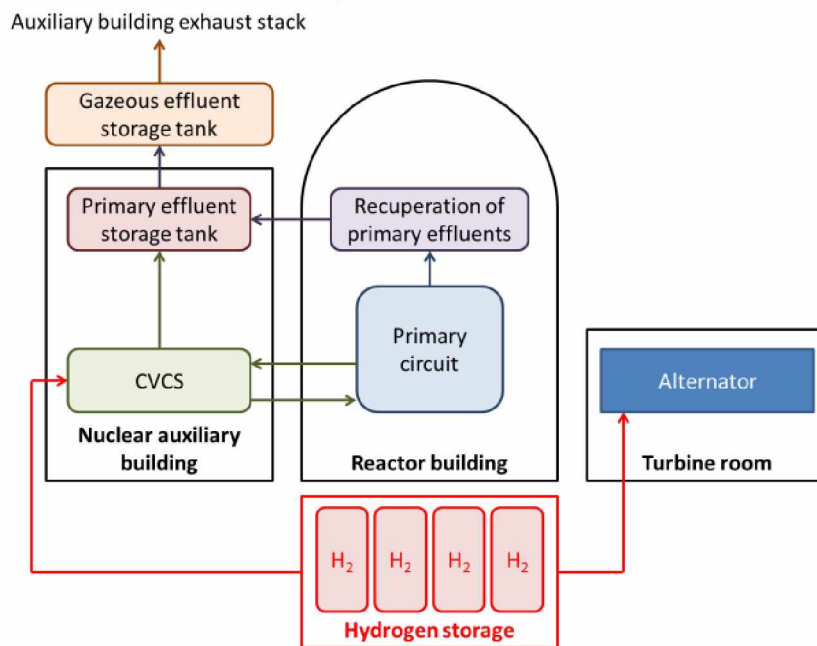 Auxiliary building exhaust stack
Gazeous effluent
storage tank
Primary effluent
storage tank
Recuperation of
primary effluents
Primary
circuit
CVCS
Alternator
Nuclear auxiliary
building
Reactor building
Turbine room
H₂ H₂ H₂ H₂
Hydrogen storage